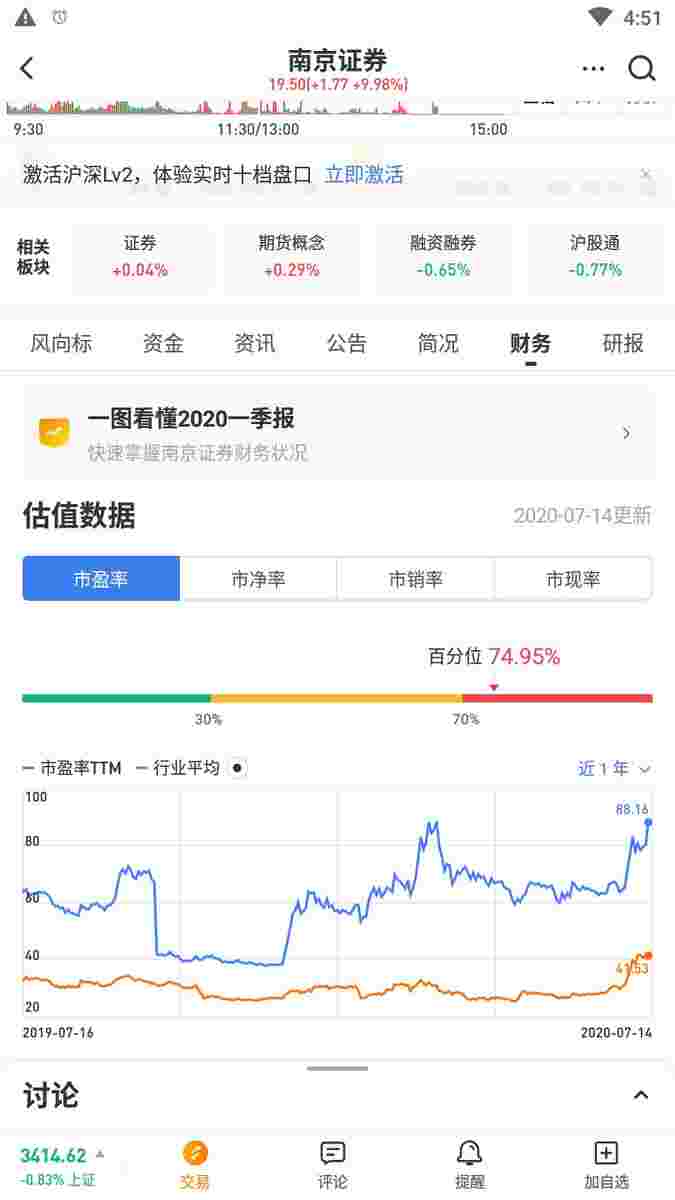 4:51
南京证券
19.50(+1.77 +9.98%)
9:30 11:30/13:00 15:00
激活沪深Lv2，体验实时十档盘口 立即激活
相关板块
证券 期货概念 融资融券 沪股通
+0.04% +0.29% -0.65% -0.77%
风向标 资金 资讯 公告 简况 财务 研报
一图看懂2020一季报
快速掌握南京证券财务状况
估值数据 2020-07-14更新
市盈率 市净率 市销率 市现率
百分位 74.95%
30% 70%
市盈率TTM 行业平均 近1年
100
88.16
80
60
40
41.53
20
2019-07-16 2020-07-14
讨论
3414.62
-0.83% 上证
交易 评论 提醒 加自选